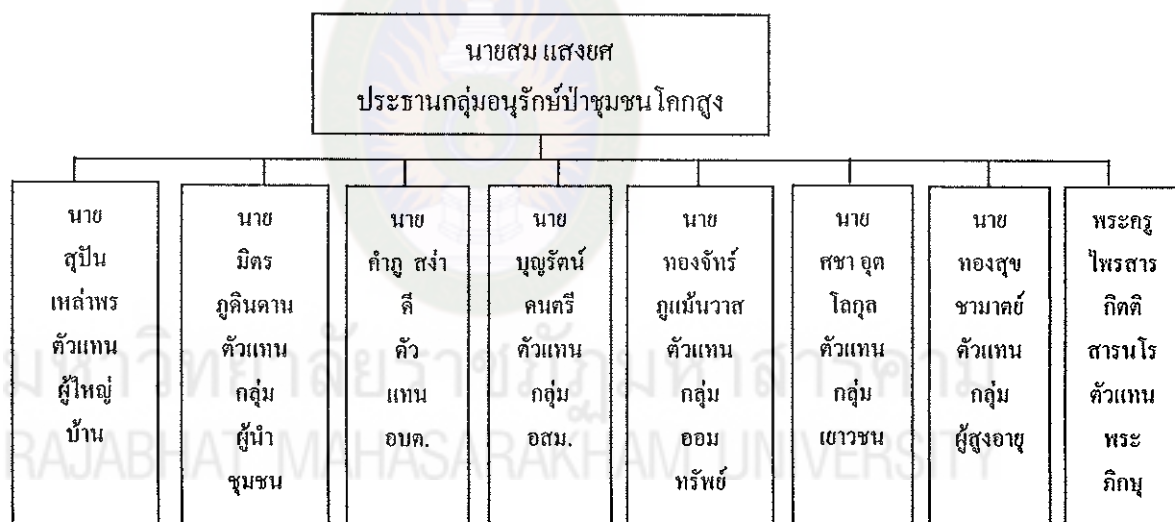 นายสม แสงยศ
ประธานกลุ่มอนุรักษ์ป่าชุมชนโคกสูง
นาย
สุปัน
เหล่าพร
ตัวแทน
ผู้ใหญ่
บ้าน
นาย
มิตร
ภูดินดาน
ตัวแทน
กลุ่ม
ผู้นำ
ชุมชน
นาย
คำภู สง่า
ดี
ตัว
แทน
อบต.
นาย
บุญรัตน์
คนตรี
ตัวแทน
กลุ่ม
อสม.
นาย
ทองจัทร์
ภูแม้นวาส
ตัวแทน
กลุ่ม
ออม
ทรัพย์
นาย
ศชา อุต
โลกุล
ตัวแทน
กลุ่ม
เยาวชน
นาย
ทองสุข
ชามาตย์
ตัวแทน
กลุ่ม
ผู้สูงอายุ
พระครู
ไพรสาร
กิตติ
สารนโร
ตัวแทน
พระ
ภิกษุ
มหาวิทยาลัยราชภัฏมหาสารคาม
RAJABHAT MAHASARAKHAM UNIVERSITY